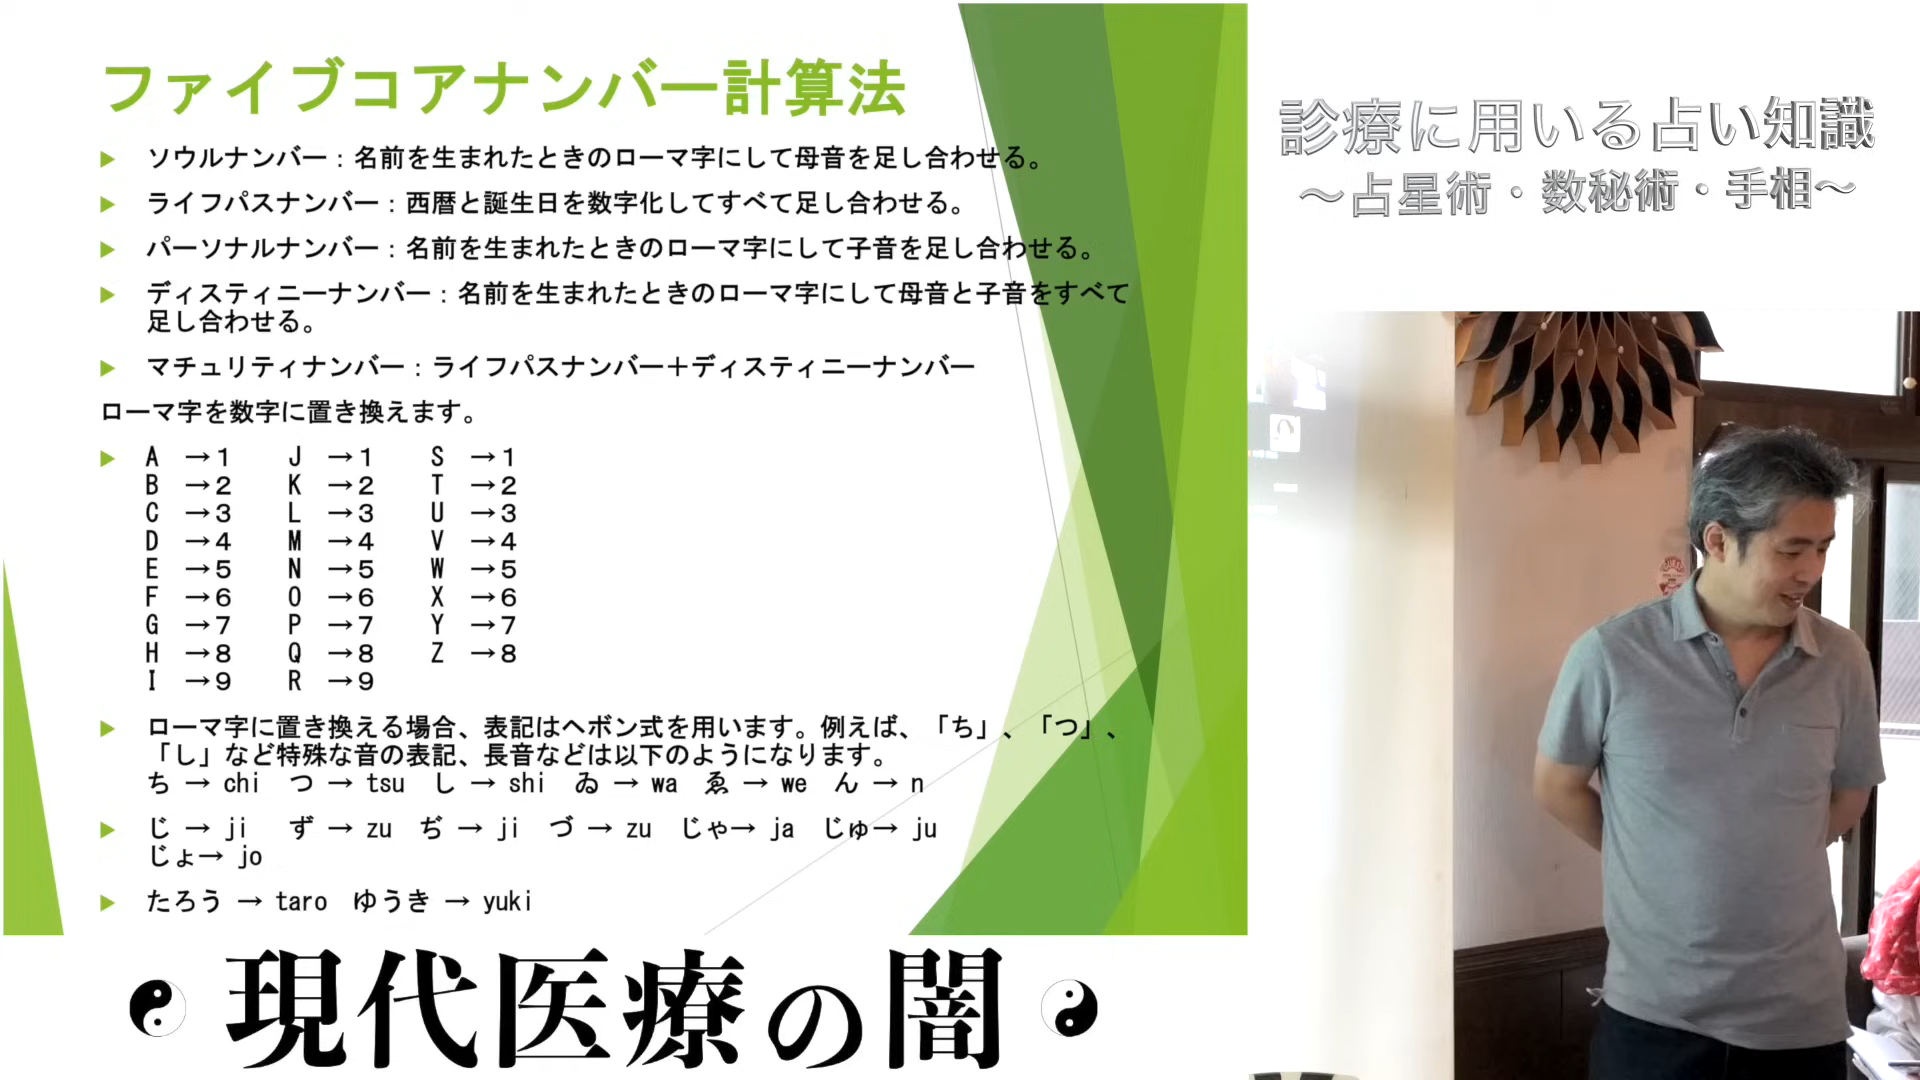 ファイブコアナンバー計算法
ソウルナンバー：名前を生まれたときのローマ字にして母音を足し合わせる。
ライフパスナンバー：西暦と誕生日を数字化してすべて足し合わせる。
パーソナルナンバー：名前を生まれたときのローマ字にして子音を足し合わせる。
ディスティニーナンバー：名前を生まれたときのローマ字にして母音と子音をすべて
足し合わせる。
マチュリティナンバー：ライフパスナンバー＋ディスティニーナンバー
ローマ字を数字に置き換えます。
A →1 J →1 S →1
B →2 K →2 T →2
C →3 L →3 U →3
D →4 M →4 V →4
E →5 N →5 W →5
F →6 O →6 X →6
G →7 P →7 Y →7
H →8 Q →8 Z →8
I →9 R →9
ローマ字に置き換える場合、表記はヘボン式を用います。例えば、「ち」、「つ」、
「し」など特殊な音の表記、長音などは以下のようになります。
ち → chi つ → tsu し → shi ゐ → wa ゑ → we ん → n
じ → ji ず → zu ぢ → ji づ → zu じゃ→ ja じゅ→ ju
じょ→ jo
たろう → taro ゆうき → yuki
診療に用いる占い知識
～占星術・数秘術・手相～
現代医療の闇